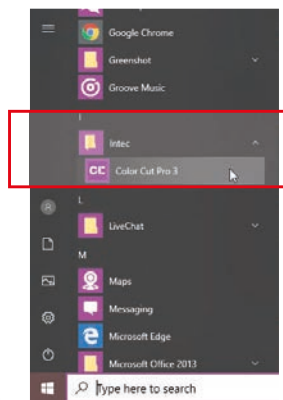 Google Chrome
Greenshot
Groove Music
I
Intec
CC Color Cut Pro 3
L
LiveChat
M
Maps
Messaging
Microsoft Edge
Microsoft Office 2013
Type here to search